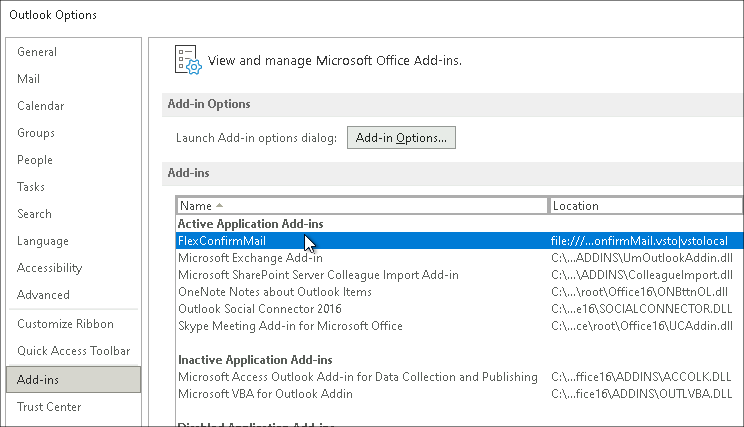 Outlook Options
General
Mail
Calendar
Groups
People
Tasks
Search
Language
Accessibility
Advanced
Customize Ribbon
Quick Access Toolbar
Add-ins
Trust Center
View and manage Microsoft Office Add-ins.
Add-in Options
Launch Add-in options dialog: Add-in Options...
Add-ins
Name Location
Active Application Add-ins
FlexConfirmMail file:///...onfirmMail.vsto|vstolocal
Microsoft Exchange Add-in C:\...ADDINS\UmOutlookAddin.dll
Microsoft SharePoint Server Colleague Import Add-in C:\...ADDINS\ColleagueImport.dll
OneNote Notes about Outlook Items C:\...\root\Office16\ONBttnOL.dll
Outlook Social Connector 2016 C:\...e16\SOCIALCONNECTOR.DLL
Skype Meeting Add-in for Microsoft Office C:\...ce\root\Office16\UCAddin.dll
Inactive Application Add-ins
Microsoft Access Outlook Add-in for Data Collection and Publishing C:\...ffice16\ADDINS\ACCOLK.DLL
Microsoft VBA for Outlook Addin C:\...fice16\ADDINS\OUTLVBA.DLL
Disabled Application Add-ins